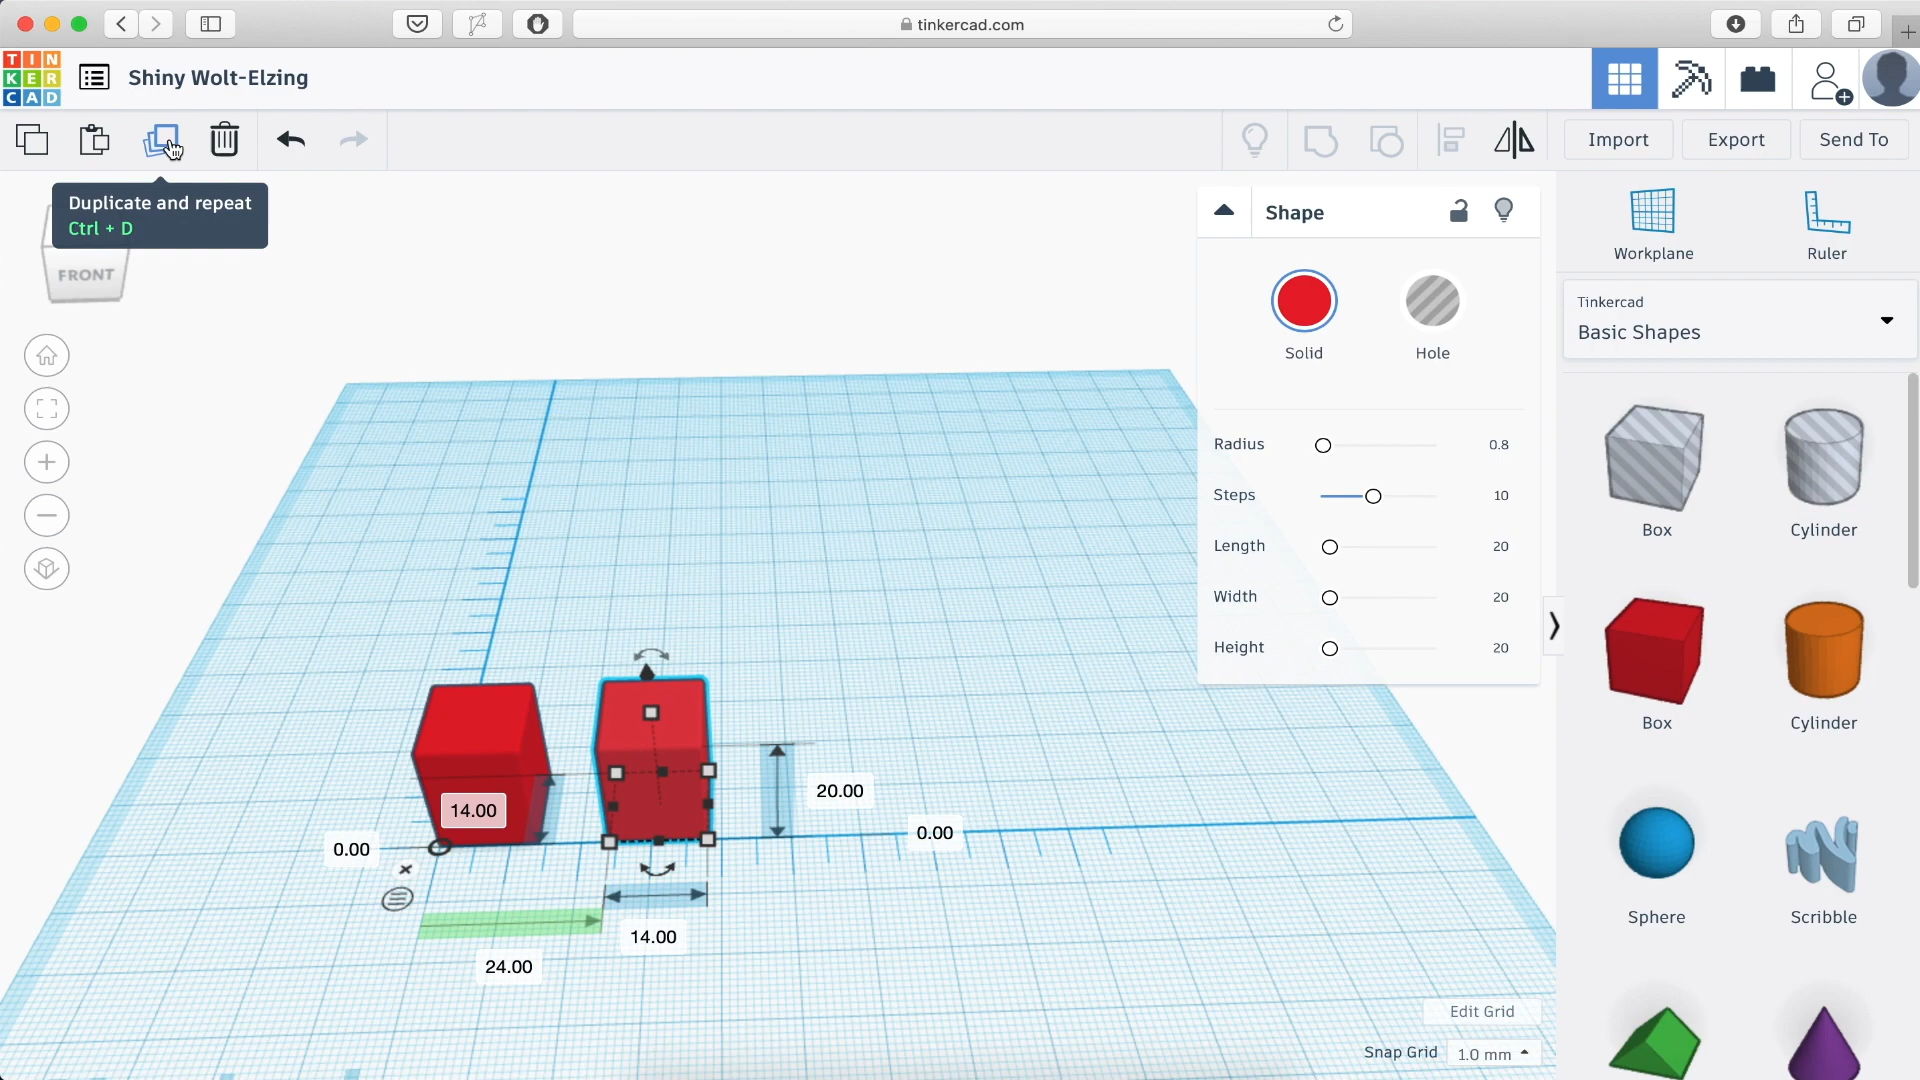 tinkercad.com
TIN
KER
CAD
Shiny Wolt-Elzing
Import
Export
Send To
Duplicate and repeat
Ctrl + D
FRONT
Shape
Solid
Hole
Radius
0.8
Steps
10
Length
20
Width
20
Height
20
Workplane
Ruler
Tinkercad
Basic Shapes
Box
Cylinder
Box
Cylinder
Sphere
Scribble
14.00
20.00
0.00
0.00
14.00
24.00
Edit Grid
Snap Grid
1.0 mm